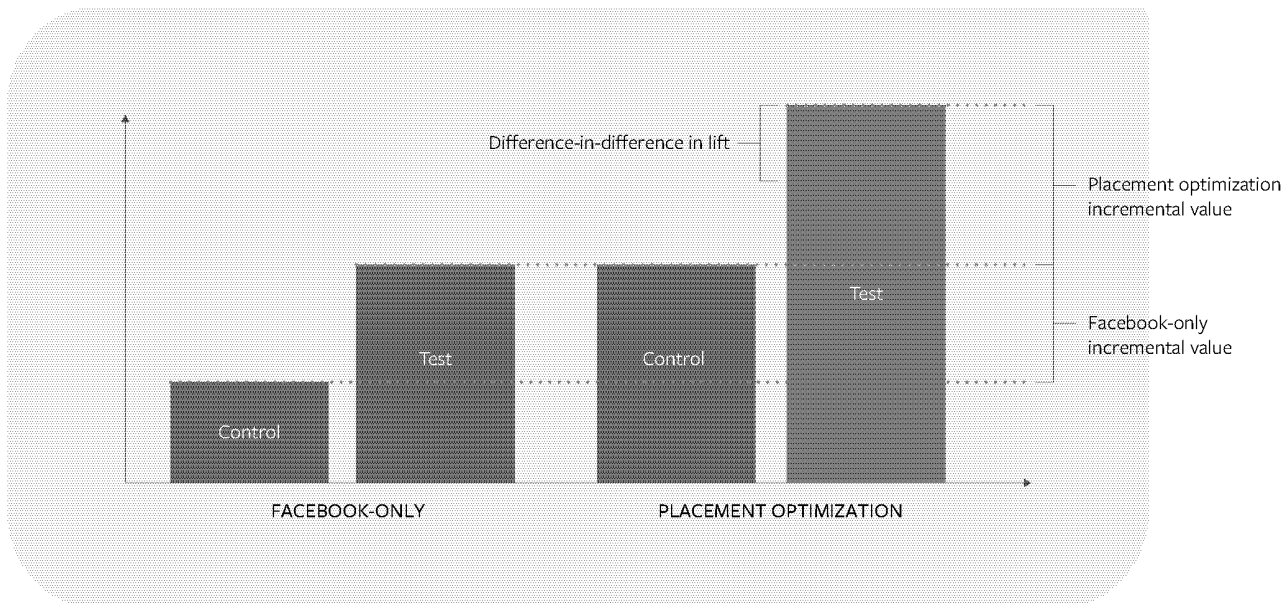 Difference-in-difference in lift
Placement optimization
incremental value
Test
Facebook-only
incremental value
Test
Control
Control
FACEBOOK-ONLY
PLACEMENT OPTIMIZATION